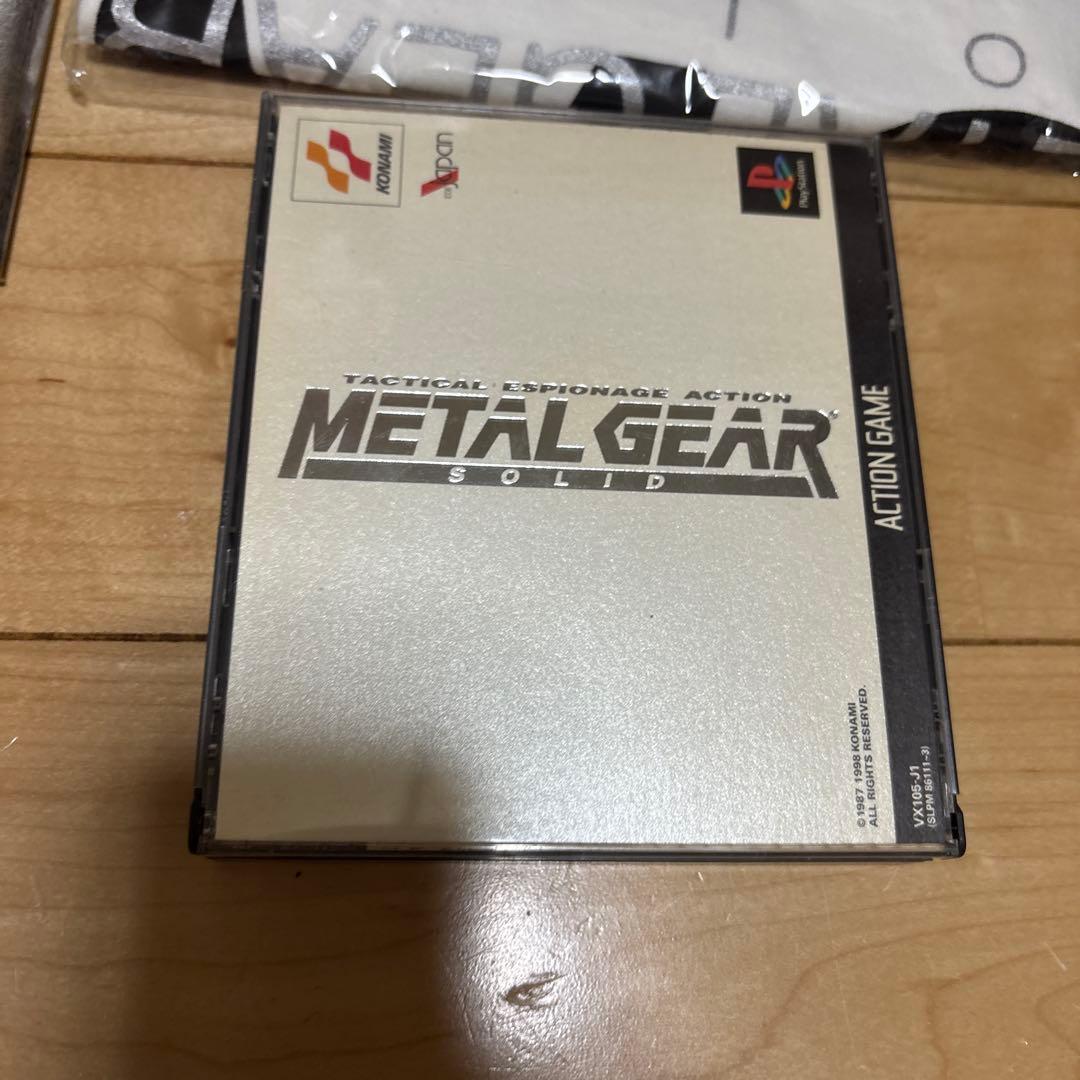 KONAMI
Japan
PlayStation
TACTICAL ESPIONAGE ACTION
METAL GEAR
SOLID
ACTION GAME
©1987 1998 KONAMI
ALL RIGHTS RESERVED.
VX105-J1
(SLPM 86111~3)